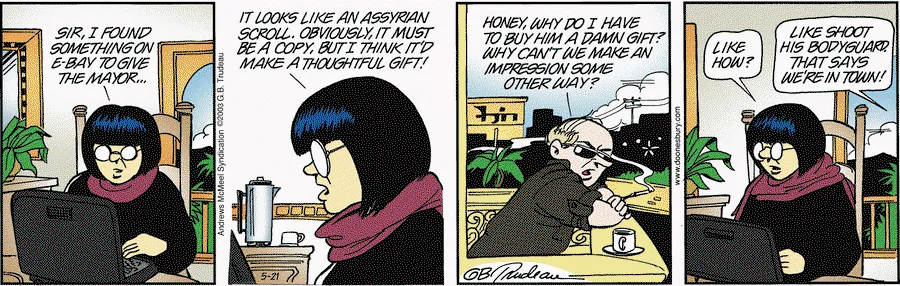 SIR, I FOUND
SOMETHING ON
E-BAY TO GIVE
THE MAYOR...
Andrews McMeel Syndication ©2003 G.B. Trudeau
IT LOOKS LIKE AN ASSYRIAN
SCROLL. OBVIOUSLY, IT MUST
BE A COPY, BUT I THINK IT'D
MAKE A THOUGHTFUL GIFT!
5-21
HONEY, WHY DO I HAVE
TO BUY HIM A DAMN GIFT?
WHY CAN'T WE MAKE AN
IMPRESSION SOME
OTHER WAY?
GB Trudeau
www.doonesbury.com
LIKE
HOW?
LIKE SHOOT
HIS BODYGUARD.
THAT SAYS
WE'RE IN TOWN!